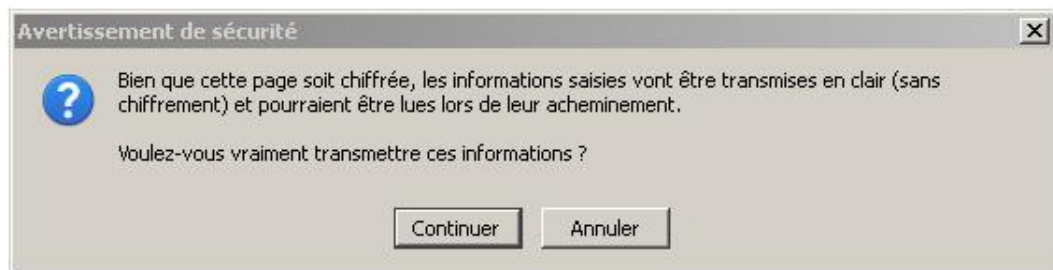 Avertissement de sécurité
Bien que cette page soit chiffrée, les informations saisies vont être transmises en clair (sans
chiffrement) et pourraient être lues lors de leur acheminement.
Voulez-vous vraiment transmettre ces informations ?
Continuer Annuler